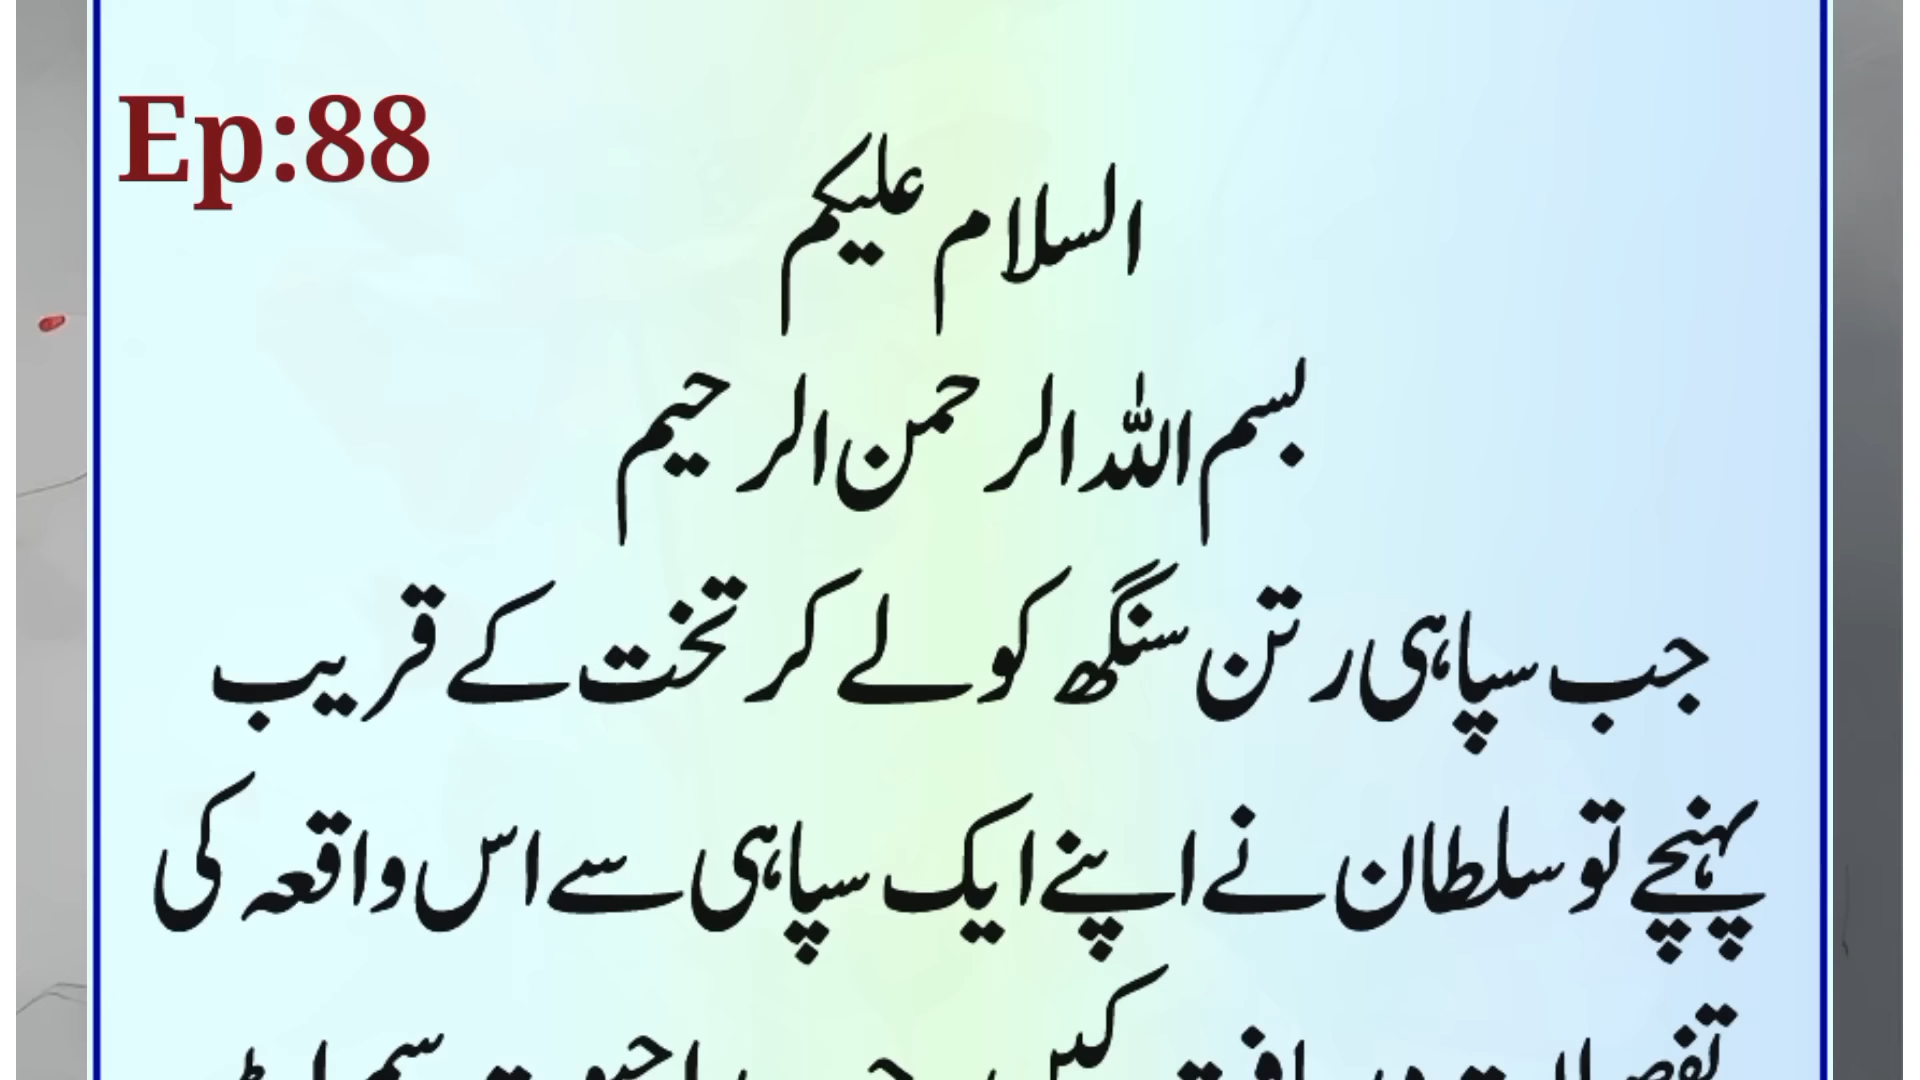 Ep:88
السلام علیکم
بسم اللہ الرحمن الرحیم
جب سپاہی رتن سنگھ کو لے کر تخت کے قریب
پہنچے تو سلطان نے اپنے ایک سپاہی سے اس واقعہ کی